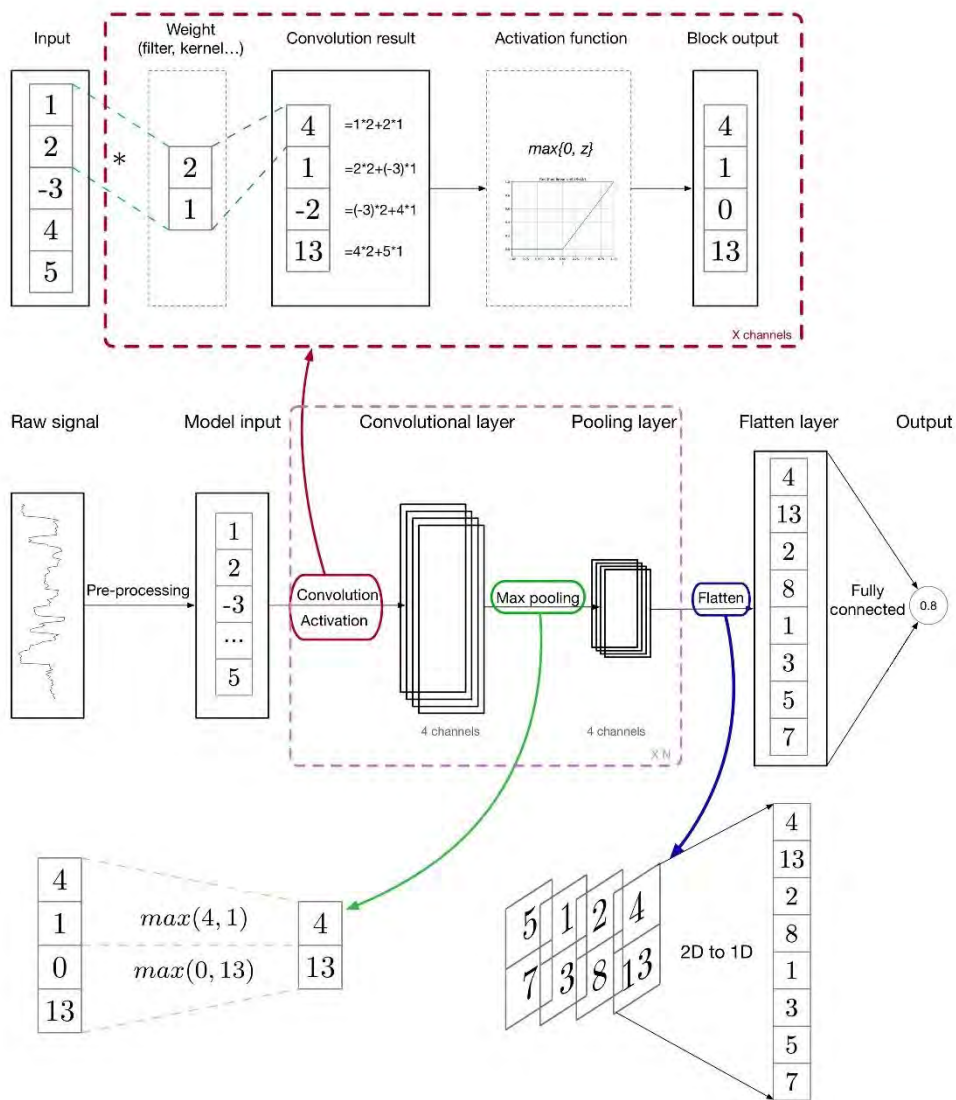 Input
Weight
(filter, kernel...)
Convolution result
Activation function
Block output
1
2
-3
4
5
*
2
1
4 =1*2+2*1
1 =2*2+(-3)*1
-2 =(-3)*2+4*1
13 =4*2+5*1
max{0, z}
4
1
0
13
X channels
Raw signal
Model input
Convolutional layer
Pooling layer
Flatten layer
Output
Pre-processing
1
2
-3
...
5
Convolution
Activation
4 channels
Max pooling
4 channels
X N
Flatten
4
13
2
8
1
3
5
7
Fully
connected
0.8
4
1
0
13
max(4, 1)
max(0, 13)
4
13
5 1 2 4
7 3 8 13
2D to 1D
4
13
2
8
1
3
5
7